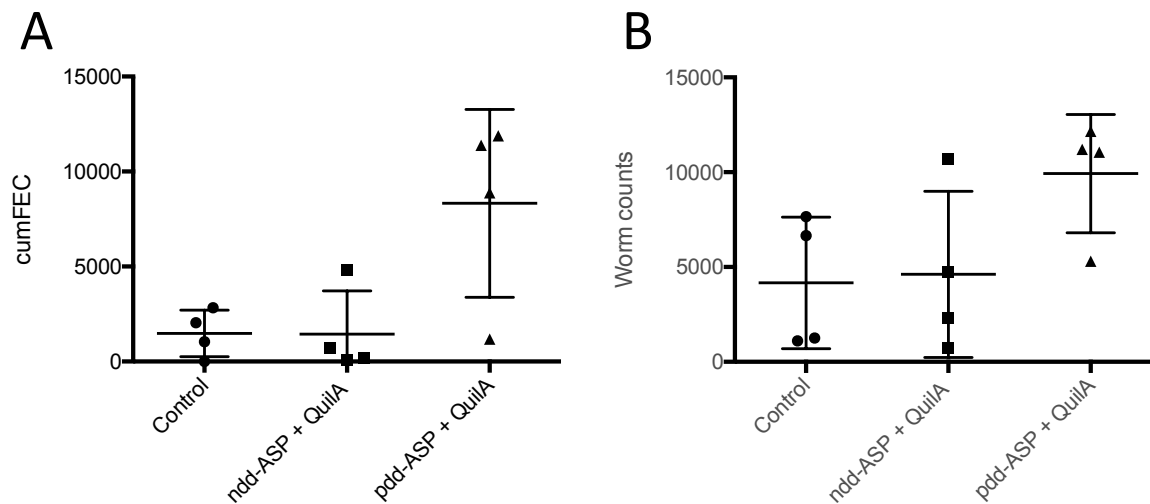 A
15000
10000
5000
0
cumFEC
Control
ndd-ASP + QuilA
pdd-ASP + QuilA
B
15000
10000
5000
0
Worm counts
Control
ndd-ASP + QuilA
pdd-ASP + QuilA